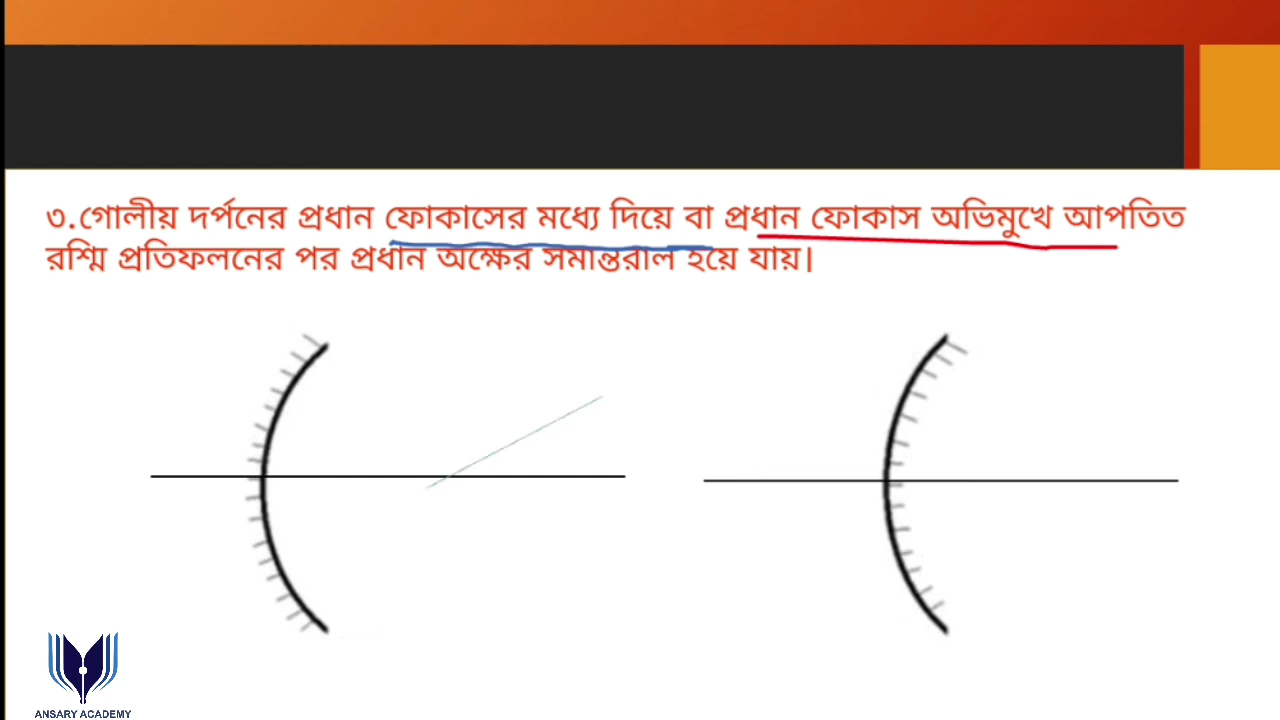 ৩.গোলীয় দর্পনের প্রধান ফোকাসের মধ্যে দিয়ে বা প্রধান ফোকাস অভিমুখে আপতিত
রশ্মি প্রতিফলনের পর প্রধান অক্ষের সমান্তরাল হয়ে যায়।
ANSARY ACADEMY